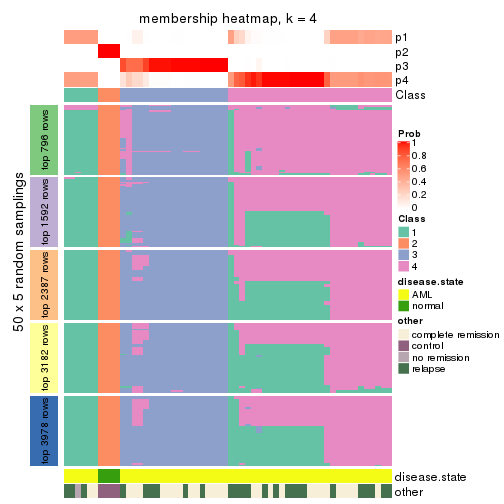 membership heatmap, k = 4
p1
p2
p3
p4
Class
50 x 5 random samplings
top 796 rows
top 1592 rows
top 2387 rows
top 3182 rows
top 3978 rows
disease.state
other
Prob
1
0.8
0.6
0.4
0.2
0
Class
1
2
3
4
disease.state
AML
normal
other
complete remission
control
no remission
relapse